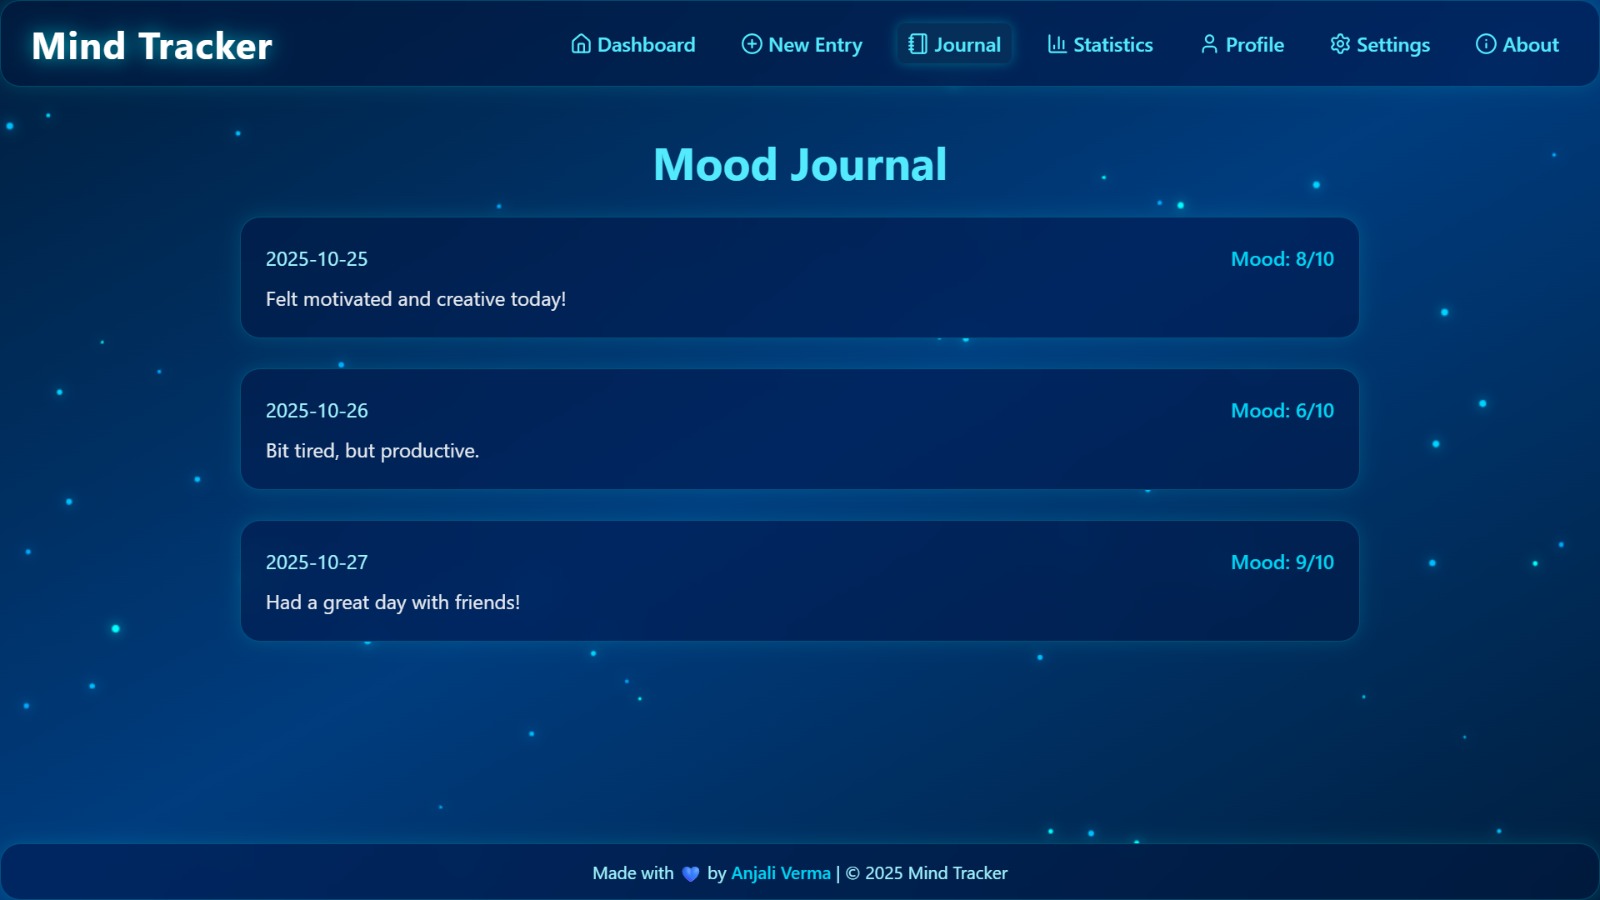 Mind Tracker
Dashboard
New Entry
Journal
Statistics
Profile
Settings
About
Mood Journal
2025-10-25
Mood: 8/10
Felt motivated and creative today!
2025-10-26
Mood: 6/10
Bit tired, but productive.
2025-10-27
Mood: 9/10
Had a great day with friends!
Made with 💙 by Anjali Verma | © 2025 Mind Tracker